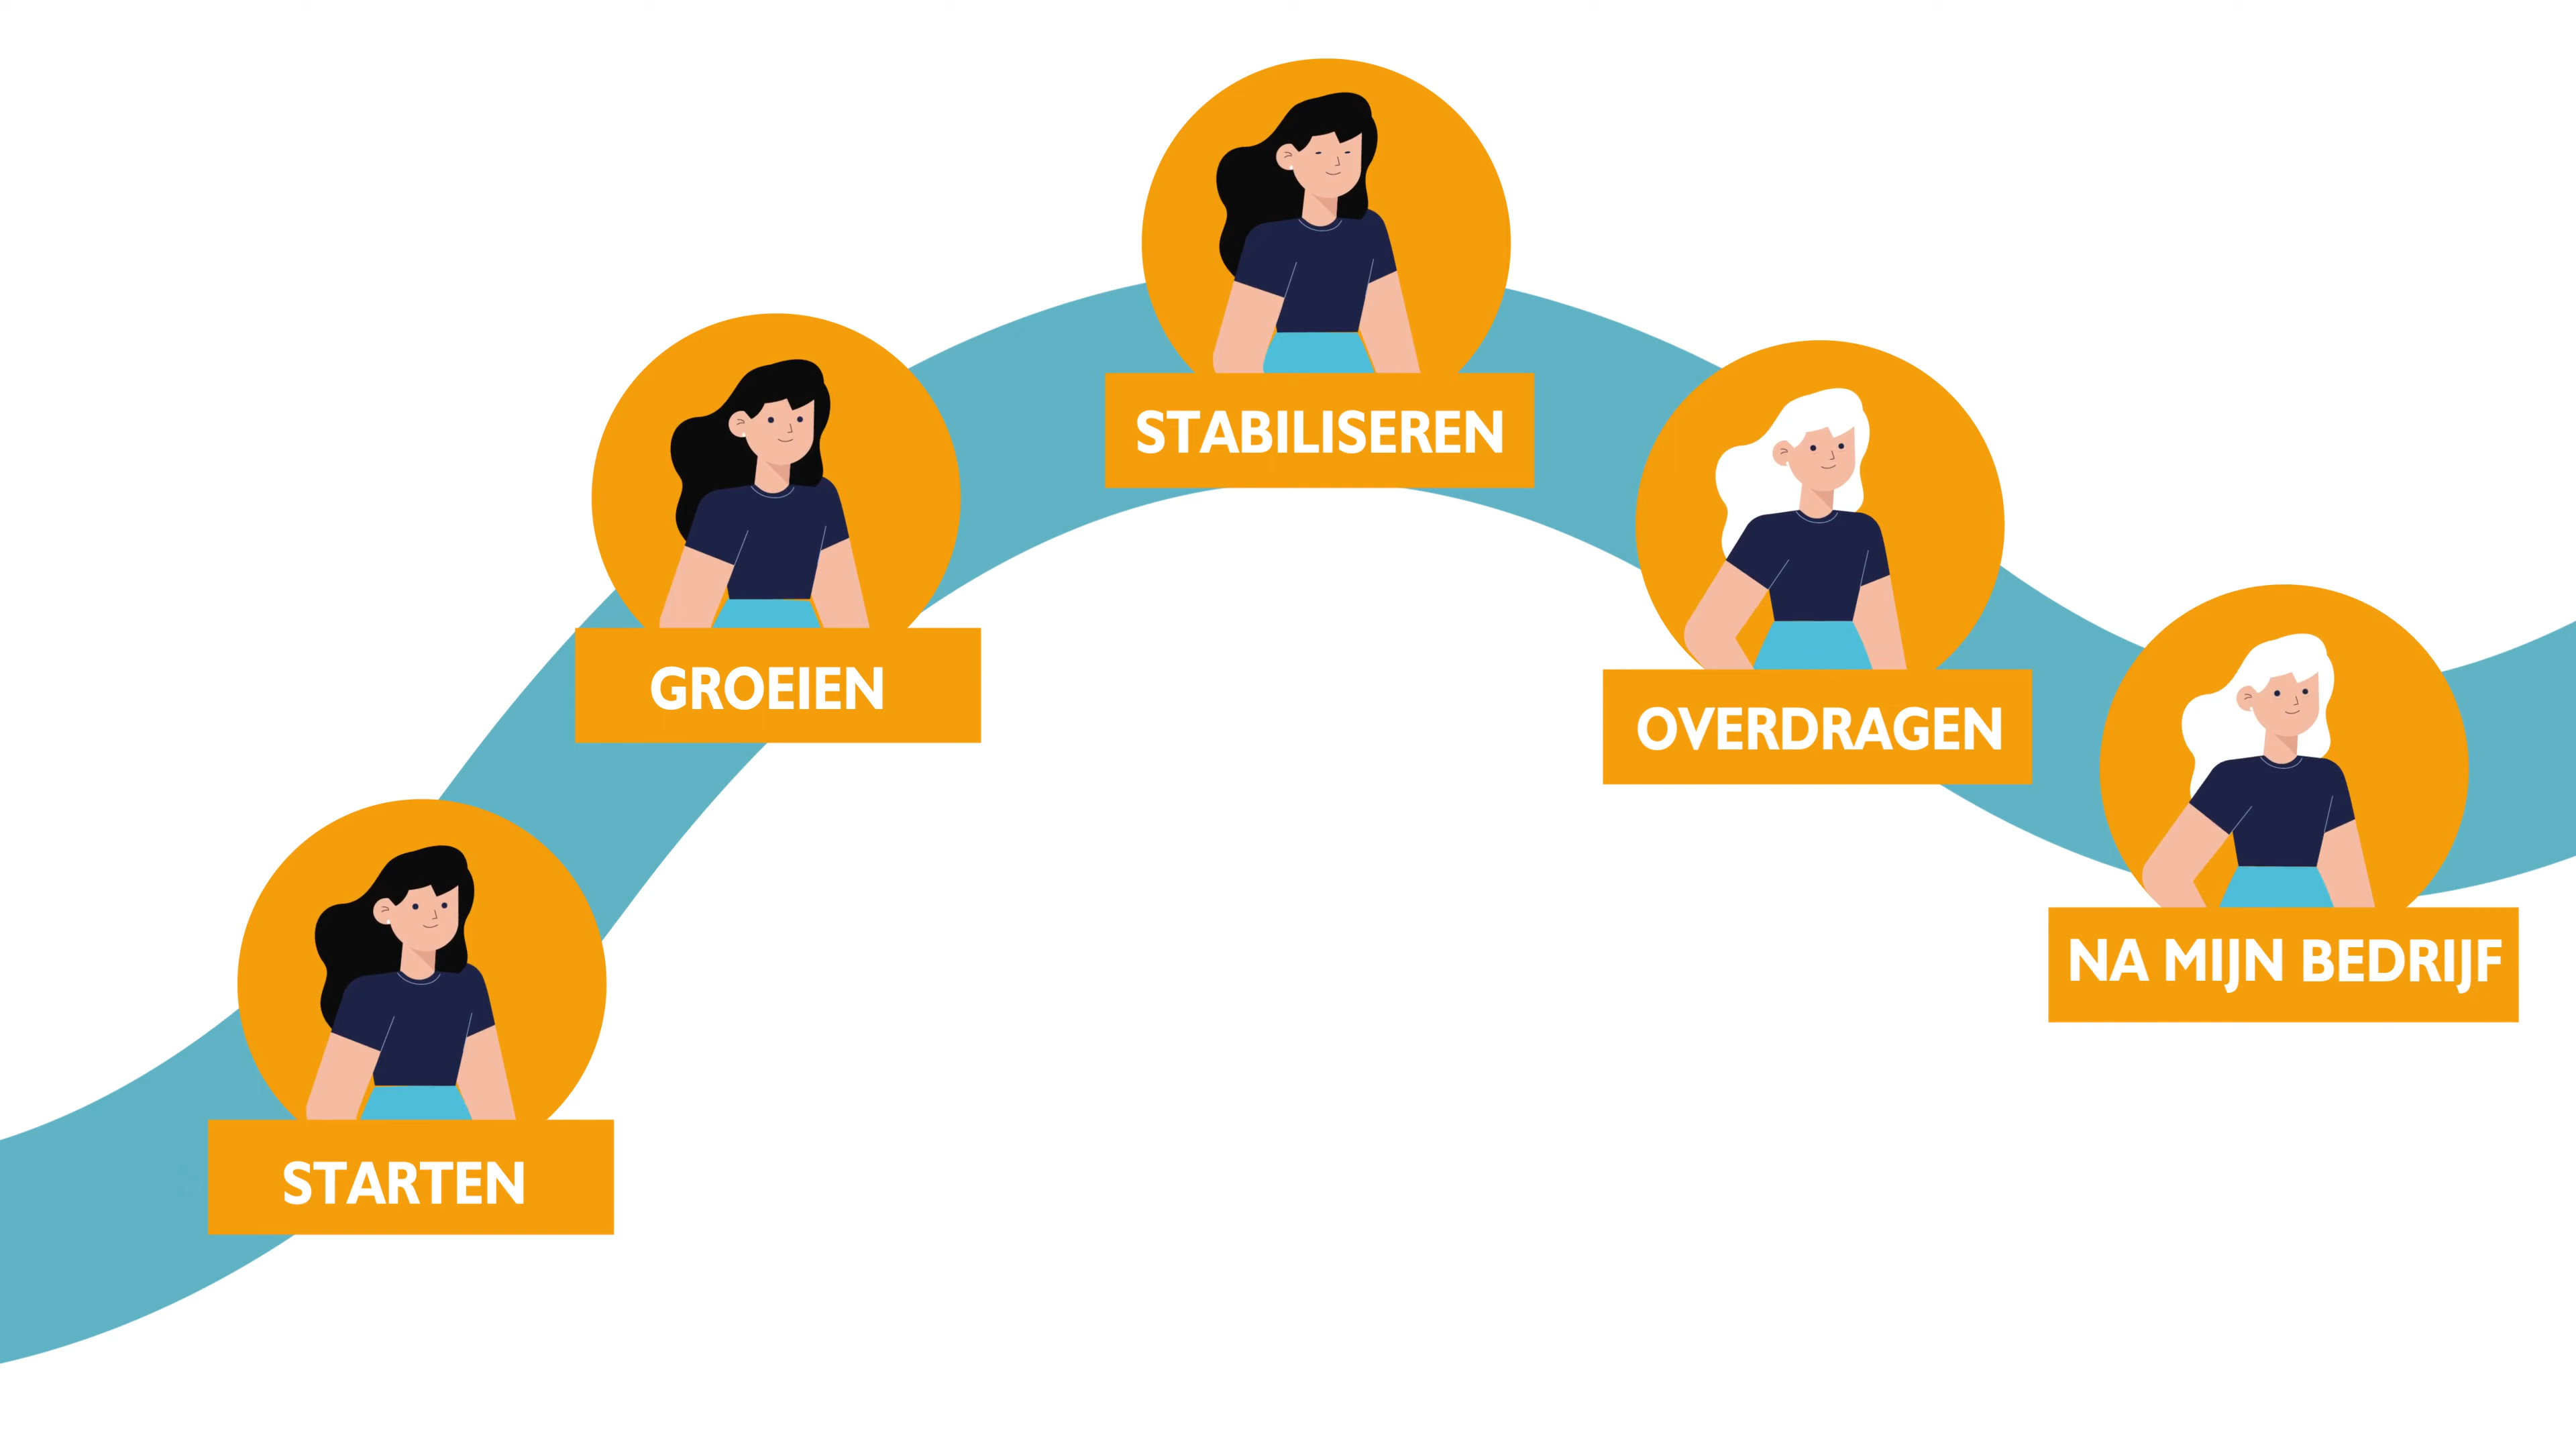 STARTEN
GROEIEN
STABILISEREN
OVERDRAGEN
NA MIJN BEDRIJF